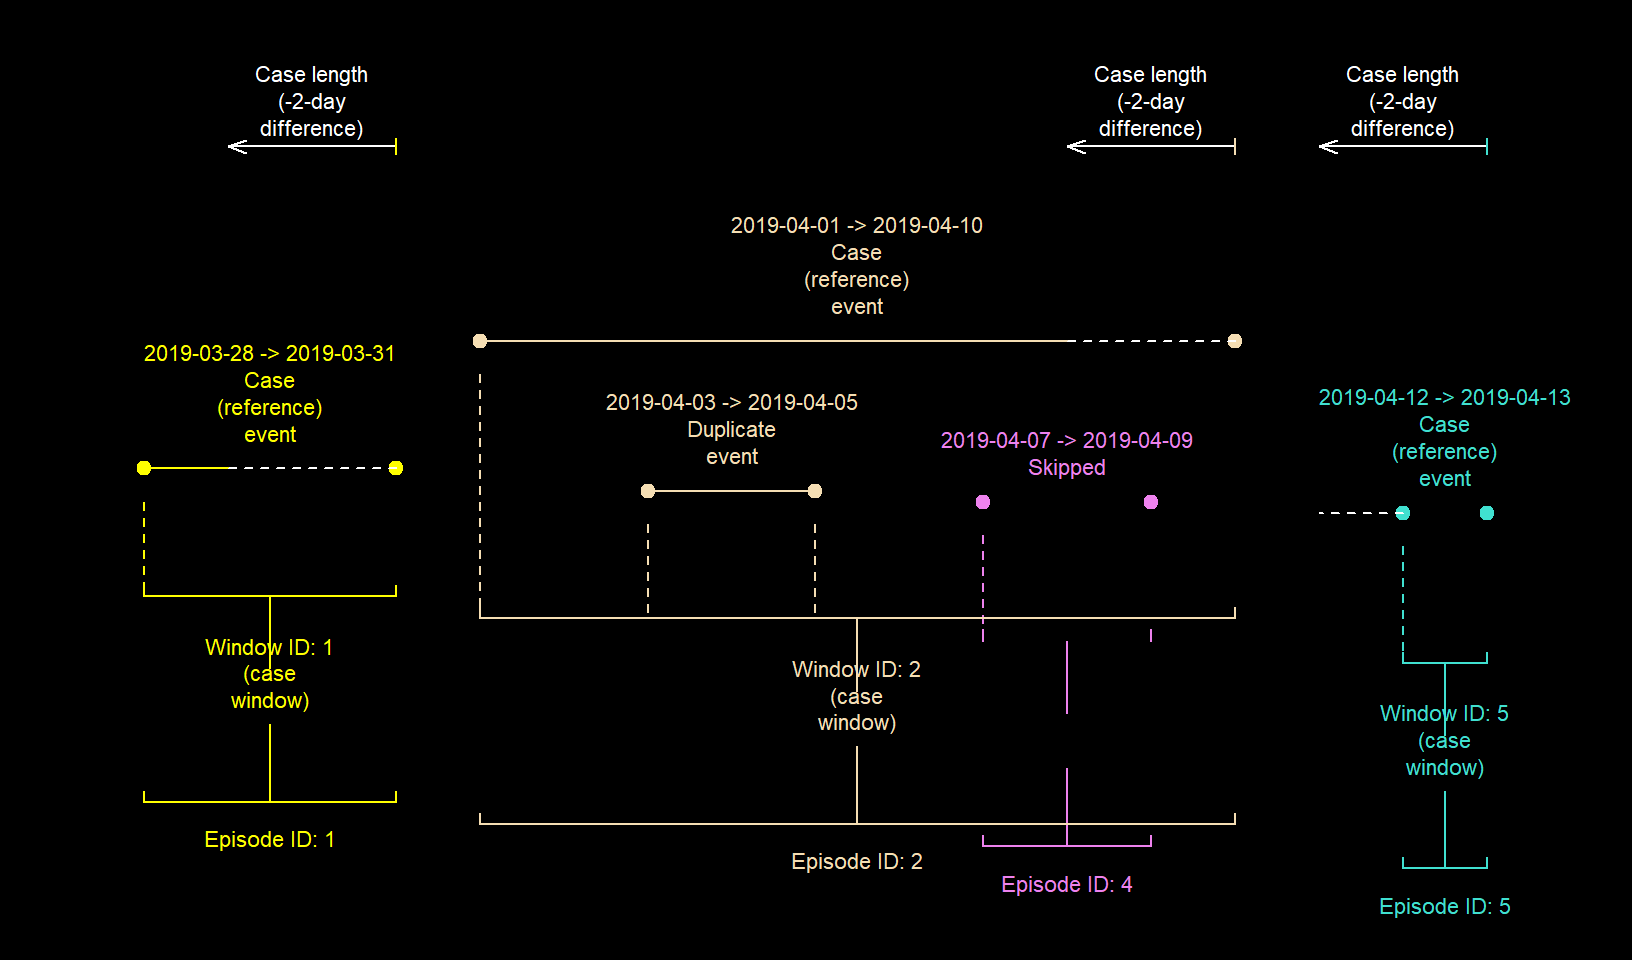 Case length
(-2-day
difference)
Case length
(-2-day
difference)
Case length
(-2-day
difference)
2019-04-01 -> 2019-04-10
Case
(reference)
event
2019-03-28 -> 2019-03-31
Case
(reference)
event
2019-04-03 -> 2019-04-05
Duplicate
event
2019-04-07 -> 2019-04-09
Skipped
2019-04-12 -> 2019-04-13
Case
(reference)
event
Window ID: 1
(case
window)
Window ID: 2
(case
window)
Window ID: 5
(case
window)
Episode ID: 1
Episode ID: 2
Episode ID: 4
Episode ID: 5